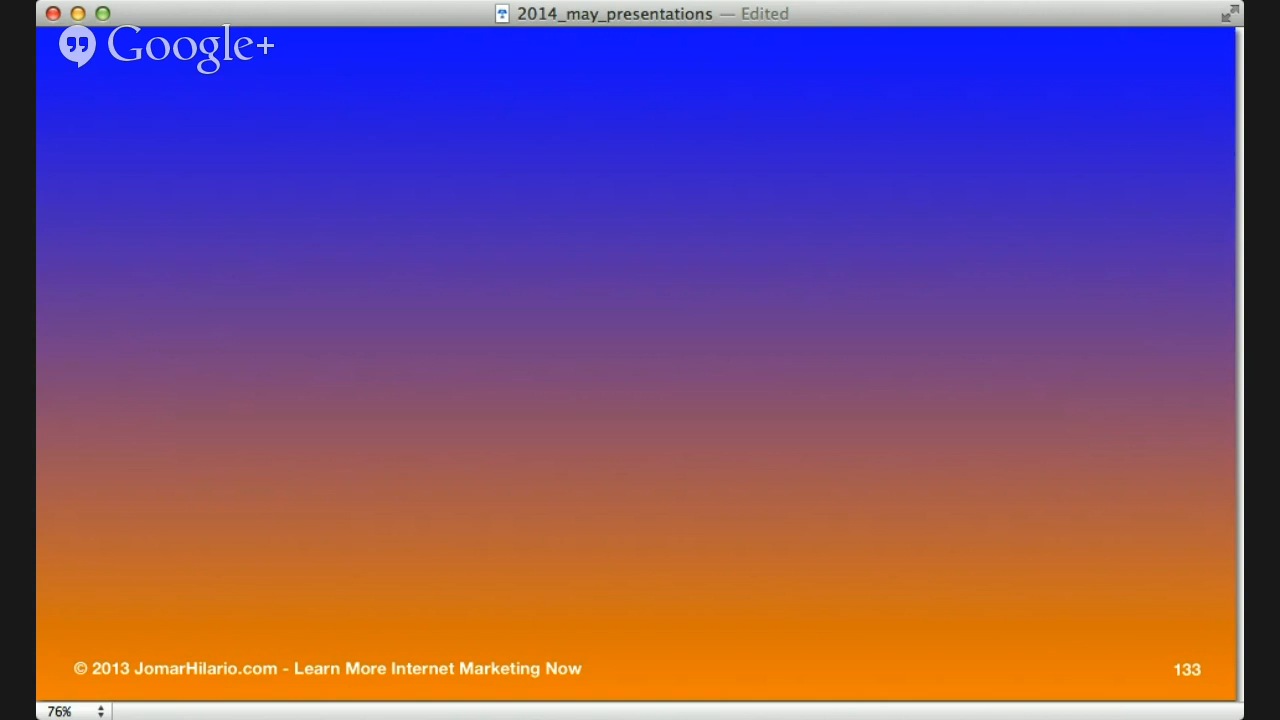 2014_may_presentations — Edited
Google+
© 2013 JomarHilario.com - Learn More Internet Marketing Now
133
76%